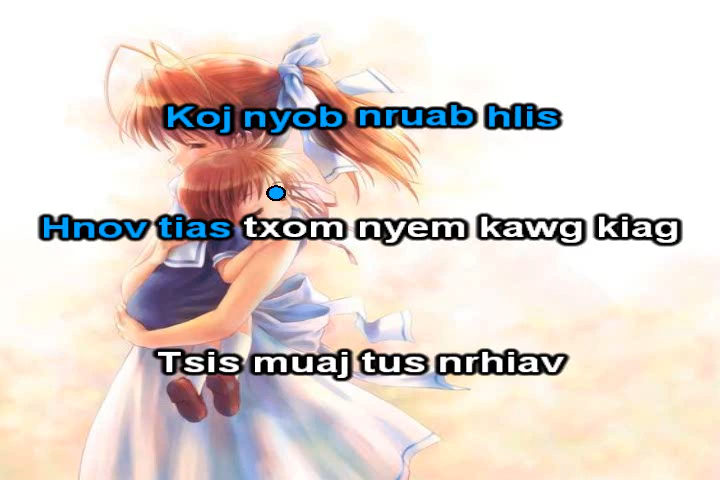 Koj nyob nruab hlis
Hnov tias txom nyem kawg kiag
Tsis muaj tus nrhiav